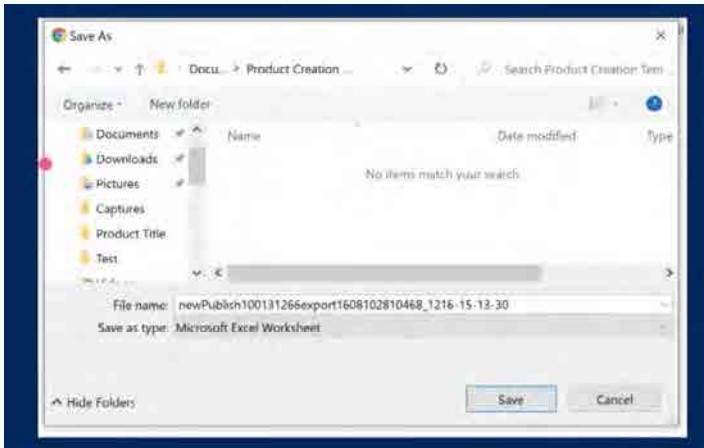 Save As
Docu... > Product Creation ...
Search Product Creation Tem
Organize
New folder
Name
Date modified
Type
Documents
Downloads
Pictures
Captures
Product Title
Test
No items match your search.
File name: newPublish100131266export1608102810468_1216-15-13-30
Save as type: Microsoft Excel Worksheet
Hide Folders
Save
Cancel